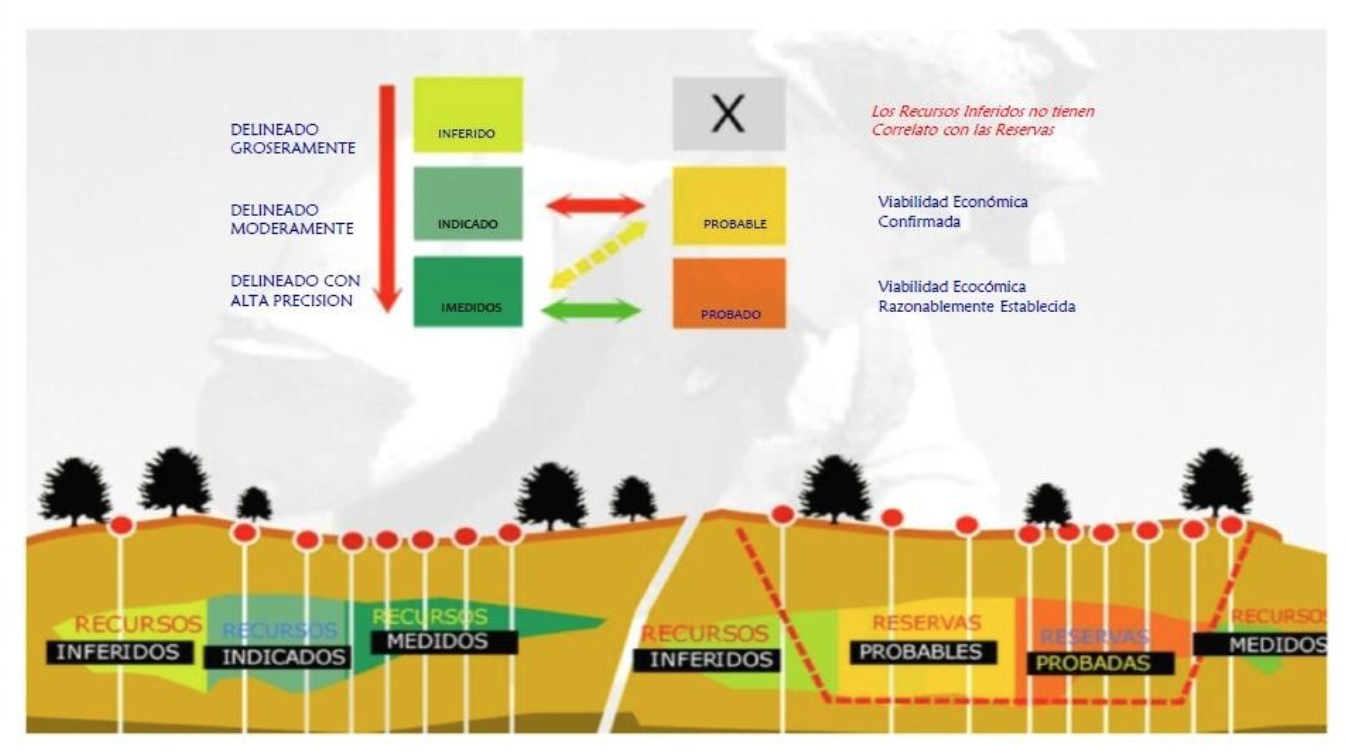 DELINEADO
GROSERAMENTE
INFERIDO
X
Los Recursos Inferidos no tienen
Correlato con las Reservas
DELINEADO
MODERAMENTE
INDICADO
PROBABLE
Viabilidad Económica
Confirmada
DELINEADO CON
ALTA PRECISION
IMEDIDOS
PROBADO
Viabilidad Ecocómica
Razonablemente Establecida
RECURSOS
INFERIDOS
RECURSOS
INDICADOS
RECURSOS
MEDIDOS
RECURSOS
INFERIDOS
RESERVAS
PROBABLES
RESERVAS
PROBADAS
RECURSOS
MEDIDOS